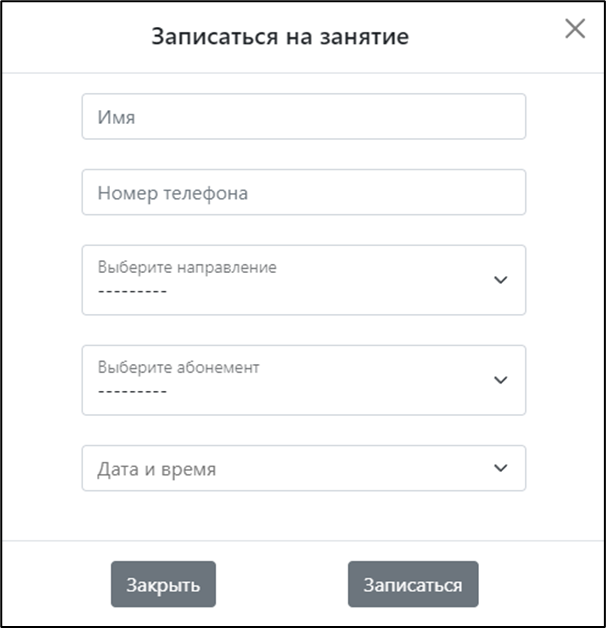 Записаться на занятие
Имя
Номер телефона
Выберите направление
---------
Выберите абонемент
---------
Дата и время
Закрыть
Записаться